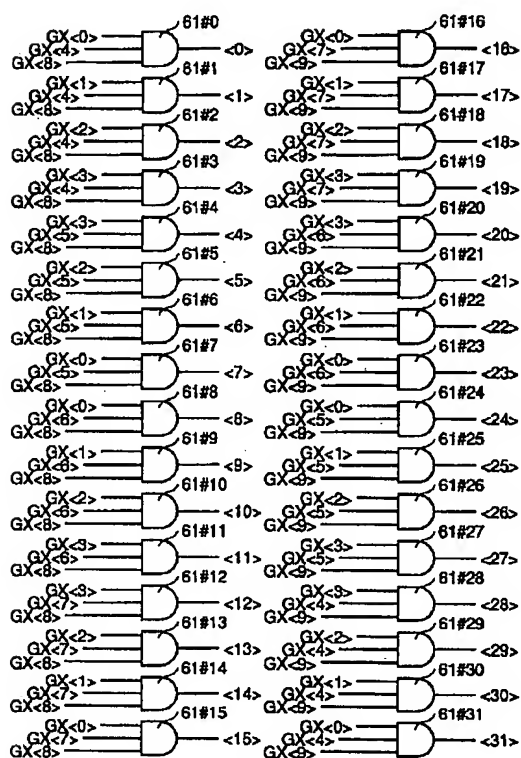 61#0
GX<0>
GX<4>
GX<8>
<0>
61#1
GX<1>
GX<4>
GX<8>
<1>
61#2
GX<2>
GX<4>
GX<8>
<2>
61#3
GX<3>
GX<4>
GX<8>
<3>
61#4
GX<3>
GX<5>
GX<8>
<4>
61#5
GX<2>
GX<5>
GX<8>
<5>
61#6
GX<1>
GX<5>
GX<8>
<6>
61#7
GX<0>
GX<5>
GX<8>
<7>
61#8
GX<0>
GX<6>
GX<8>
<8>
61#9
GX<1>
GX<6>
GX<8>
<9>
61#10
GX<2>
GX<6>
GX<8>
<10>
61#11
GX<3>
GX<6>
GX<8>
<11>
61#12
GX<3>
GX<7>
GX<8>
<12>
61#13
GX<2>
GX<7>
GX<8>
<13>
61#14
GX<1>
GX<7>
GX<8>
<14>
61#15
GX<0>
GX<7>
GX<8>
<15>
61#16
GX<0>
GX<7>
GX<9>
<16>
61#17
GX<1>
GX<7>
GX<9>
<17>
61#18
GX<2>
GX<7>
GX<9>
<18>
61#19
GX<3>
GX<7>
GX<9>
<19>
61#20
GX<3>
GX<6>
GX<9>
<20>
61#21
GX<2>
GX<6>
GX<9>
<21>
61#22
GX<1>
GX<6>
GX<9>
<22>
61#23
GX<0>
GX<6>
GX<9>
<23>
61#24
GX<0>
GX<5>
GX<9>
<24>
61#25
GX<1>
GX<5>
GX<9>
<25>
61#26
GX<2>
GX<5>
GX<9>
<26>
61#27
GX<3>
GX<5>
GX<9>
<27>
61#28
GX<3>
GX<4>
GX<9>
<28>
61#29
GX<2>
GX<4>
GX<9>
<29>
61#30
GX<1>
GX<4>
GX<9>
<30>
61#31
GX<0>
GX<4>
GX<9>
<31>